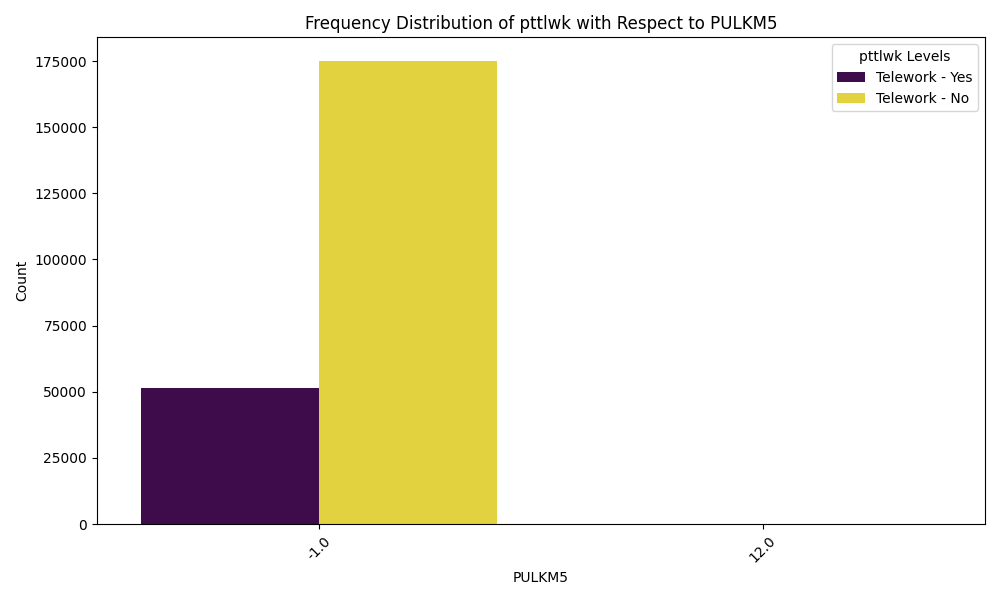 Frequency Distribution of pttlwk with Respect to PULKM5
pttlwk Levels
Telework - Yes
Telework - No
175000
150000
125000
100000
75000
50000
25000
0
Count
-1.0
12.0
PULKM5